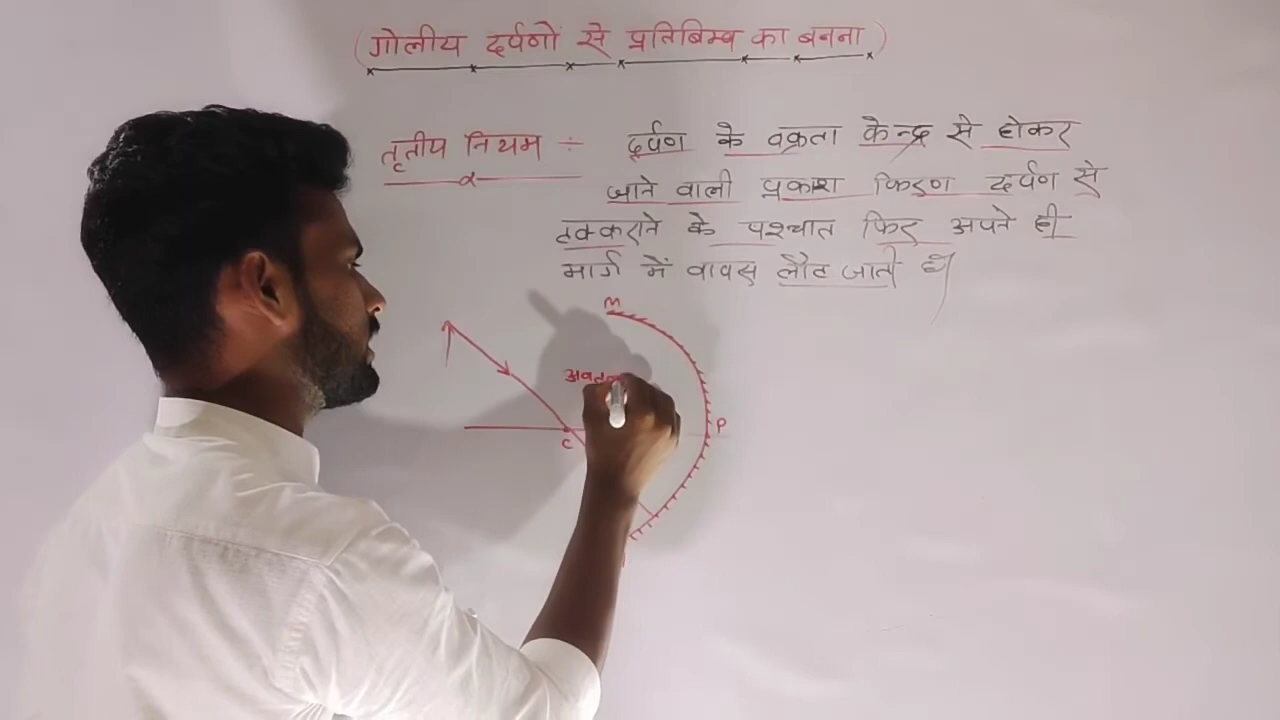 (गोलीय दर्पणों से प्रतिबिम्ब का बनना)
तृतीय नियम ÷ दर्पण के वक्रता केन्द्र से होकर
जाने वाली प्रकाश किरण दर्पण से
टक्कराने के पश्चात फिर अपने ही
मार्ग में वापस लौट जाती है
M
अवतल
P
C